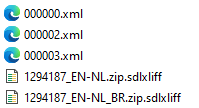 000000.xml
000002.xml
000003.xml
1294187_EN-NL.zip.sdlxliff
1294187_EN-NL_BR.zip.sdlxliff